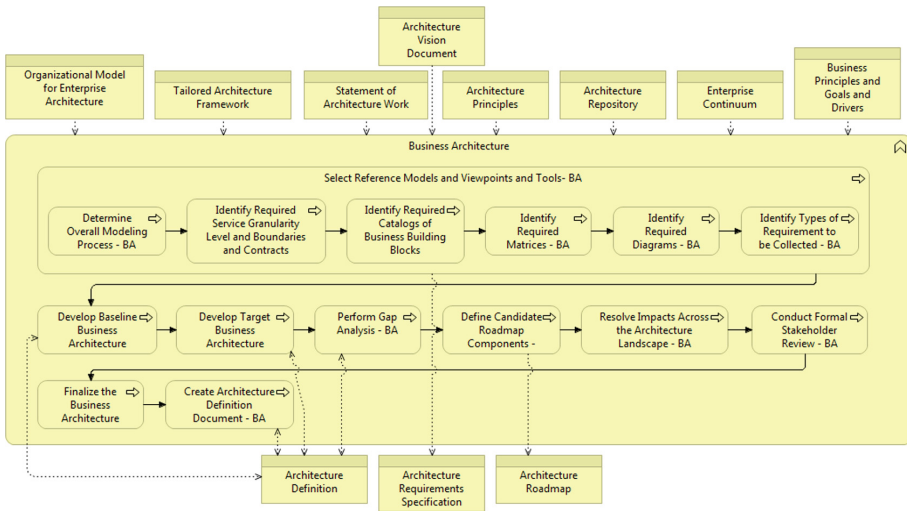 Architecture
Vision
Document
Organizational Model
for Enterprise
Architecture
Tailored Architecture
Framework
Statement of
Architecture Work
Architecture
Principles
Architecture
Repository
Enterprise
Continuum
Business
Principles and
Goals and
Drivers
Business Architecture
Select Reference Models and Viewpoints and Tools- BA
Determine
Overall Modeling
Process - BA
Identify Required
Service Granularity
Level and Boundaries
and Contracts
Identify Required
Catalogs of
Business Building
Blocks
Identify
Required
Matrices - BA
Identify
Required
Diagrams - BA
Identify Types of
Requirement to
be Collected - BA
Develop Baseline
Business
Architecture
Develop Target
Business
Architecture
Perform Gap
Analysis - BA
Define Candidate
Roadmap
Components -
Resolve Impacts Across
the Architecture
Landscape - BA
Conduct Formal
Stakeholder
Review - BA
Finalize the
Business
Architecture
Create Architecture
Definition
Document - BA
Architecture
Definition
Architecture
Requirements
Specification
Architecture
Roadmap